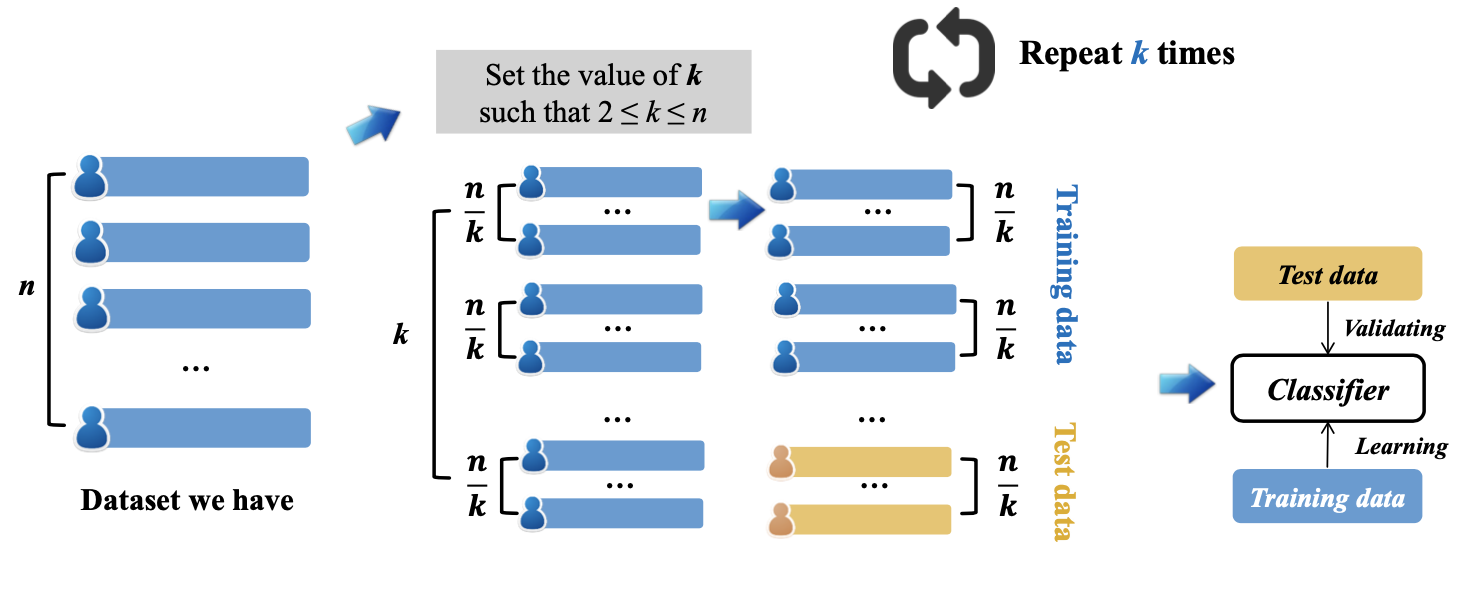 Repeat k times
Set the value of k
such that 2 ≤ k ≤ n
n
Dataset we have
k
n
k
...
n
k
...
...
n
k
...
...
n
k
...
n
k
...
...
n
k
Training data
Test data
...
Test data
Validating
Classifier
Learning
Training data